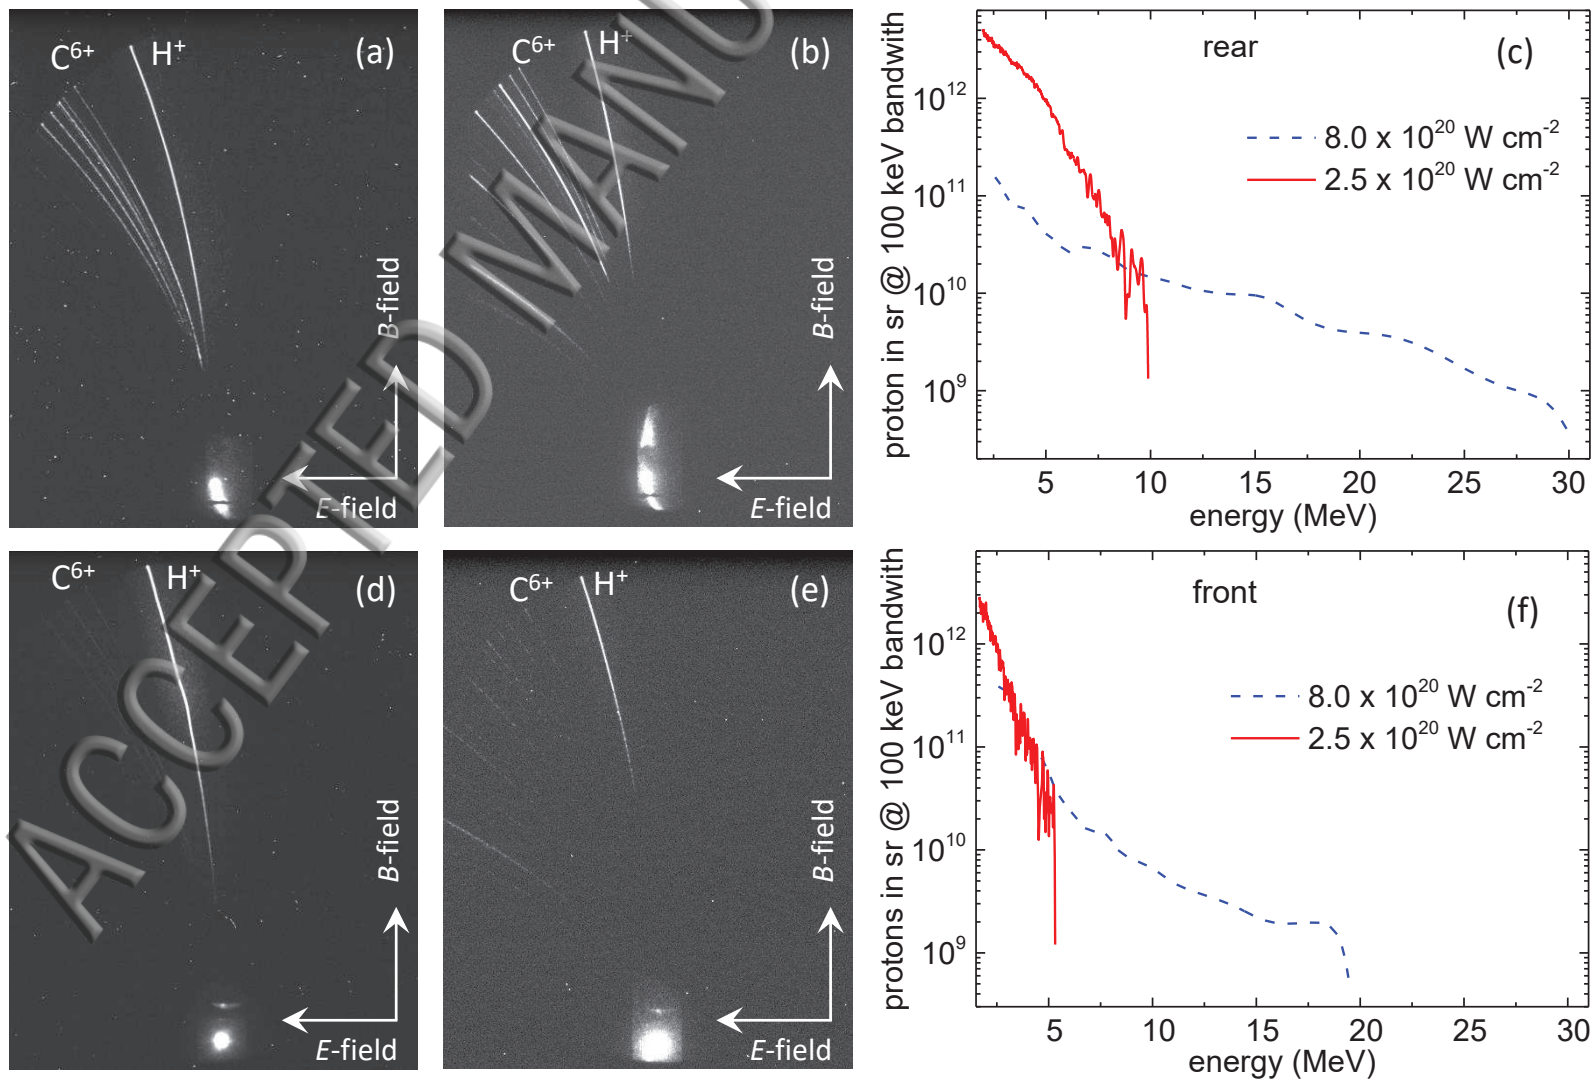 C6+ H+ (a)
B-field
E-field
C6+ H+ (b)
B-field
E-field
proton in sr @ 100 keV bandwith
rear (c)
8.0 x 10^20 W cm^-2
2.5 x 10^20 W cm^-2
10^12
10^11
10^10
10^9
5 10 15 20 25 30
energy (MeV)
C6+ H+ (d)
B-field
E-field
C6+ H+ (e)
B-field
E-field
protons in sr @ 100 keV bandwith
front (f)
8.0 x 10^20 W cm^-2
2.5 x 10^20 W cm^-2
10^12
10^11
10^10
10^9
5 10 15 20 25 30
energy (MeV)
ACCEPTED MANU